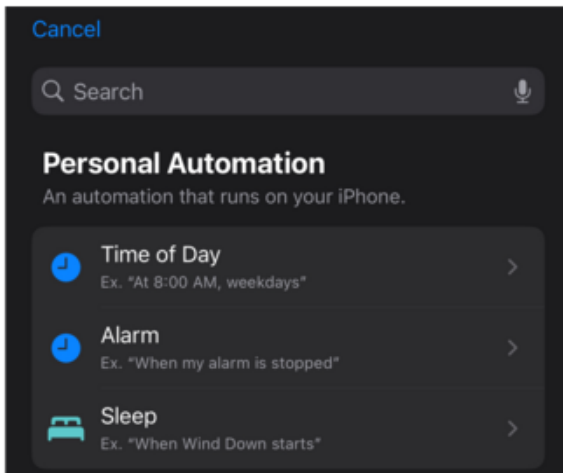 Cancel
Search
Personal Automation
An automation that runs on your iPhone.
Time of Day
Ex. "At 8:00 AM, weekdays"
Alarm
Ex. "When my alarm is stopped"
Sleep
Ex. "When Wind Down starts"